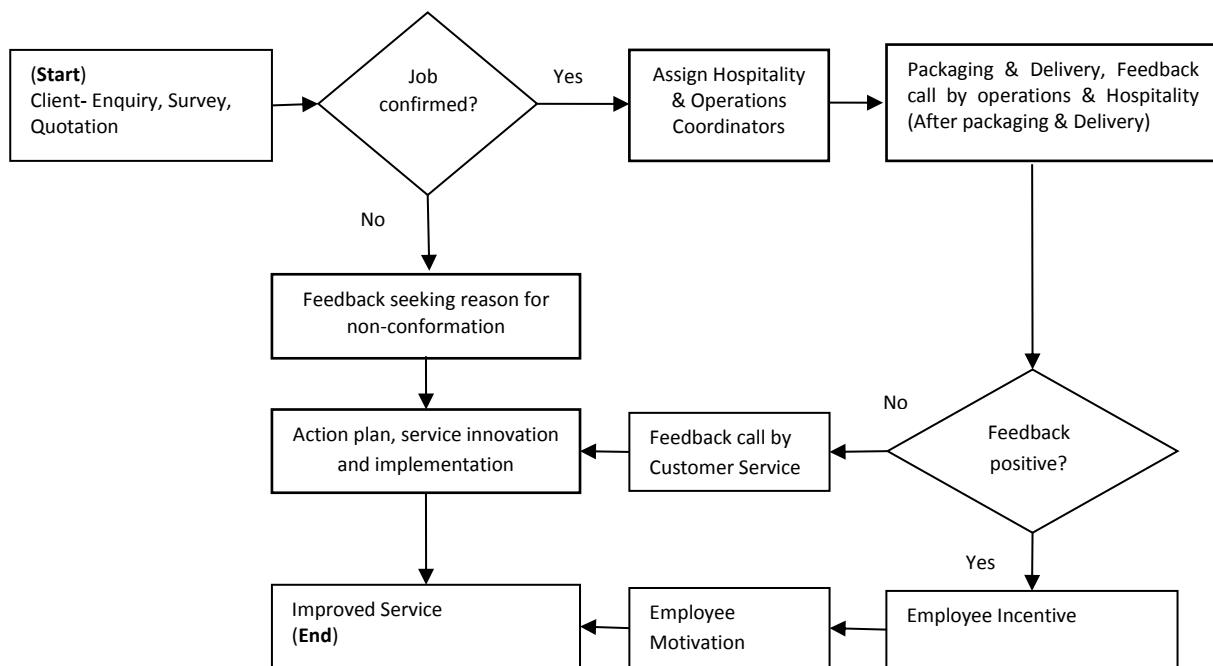 (Start)
Client- Enquiry, Survey,
Quotation
Job
confirmed?
Yes
Assign Hospitality
& Operations
Coordinators
Packaging & Delivery, Feedback
call by operations & Hospitality
(After packaging & Delivery)
No
Feedback seeking reason for
non-conformation
Action plan, service innovation
and implementation
Feedback call by
Customer Service
No
Feedback
positive?
Yes
Improved Service
(End)
Employee
Motivation
Employee Incentive